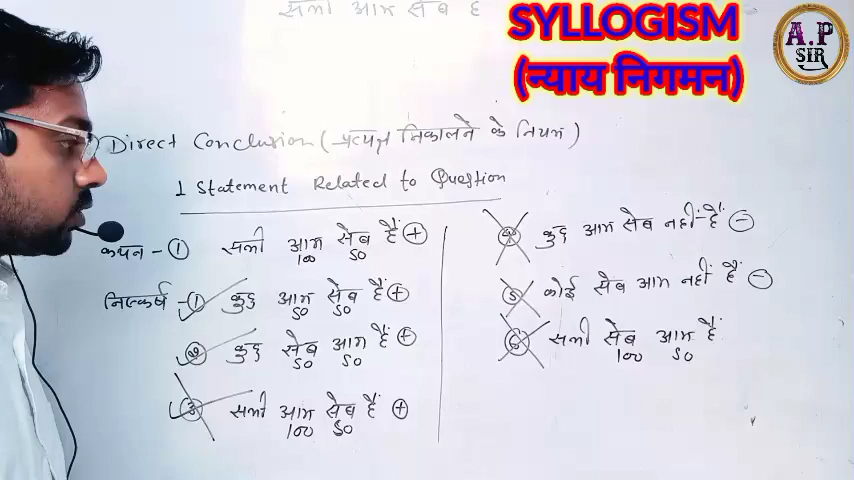 सभी आम सेब है
SYLLOGISM
(न्याय निगमन)
A.P
SIR
Direct Conclusion (प्रत्यक्ष निकालने के नियम)
1 Statement Related to Question
कथन - 1 सभी आम सेब हैं +
100 50
निष्कर्ष - 1 कुछ आम सेब हैं +
50 50
2 कुछ सेब आम हैं +
50 50
3 सभी आम सेब हैं +
100 50
4 कुछ आम सेब नहीं हैं -
5 कोई सेब आम नहीं हैं -
6 सभी सेब आम हैं
100 50